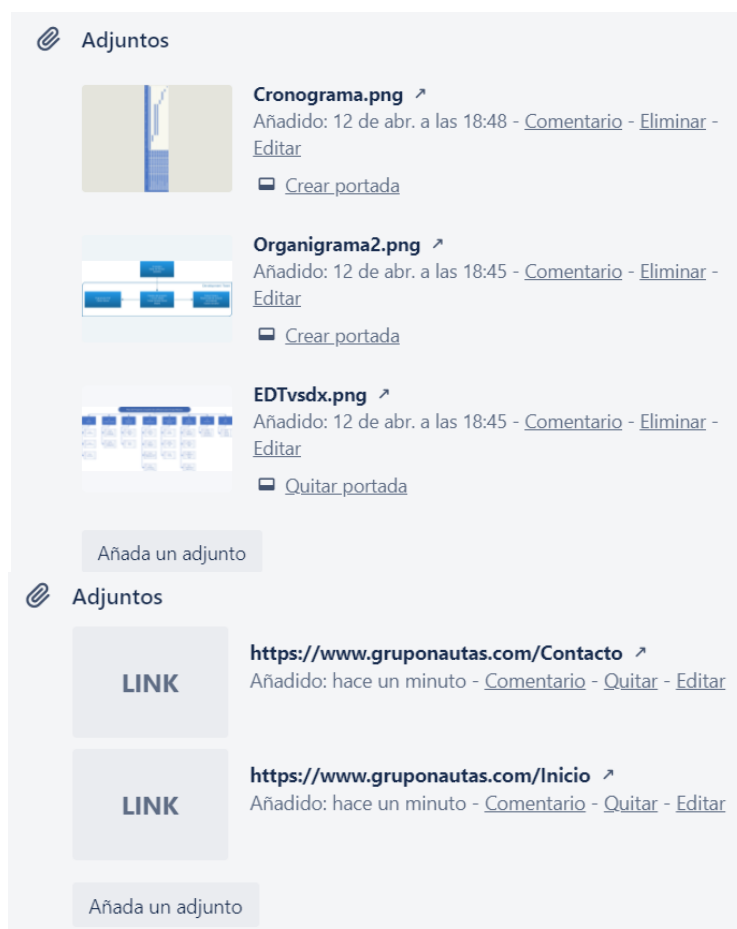 Adjuntos
Cronograma.png ↗
Añadido: 12 de abr. a las 18:48 - Comentario - Eliminar -
Editar
Crear portada
Organigrama2.png ↗
Añadido: 12 de abr. a las 18:45 - Comentario - Eliminar -
Editar
Crear portada
EDTvsdx.png ↗
Añadido: 12 de abr. a las 18:45 - Comentario - Eliminar -
Editar
Quitar portada
Añada un adjunto
Adjuntos
LINK
https://www.gruponautas.com/Contacto ↗
Añadido: hace un minuto - Comentario - Quitar - Editar
LINK
https://www.gruponautas.com/Inicio ↗
Añadido: hace un minuto - Comentario - Quitar - Editar
Añada un adjunto